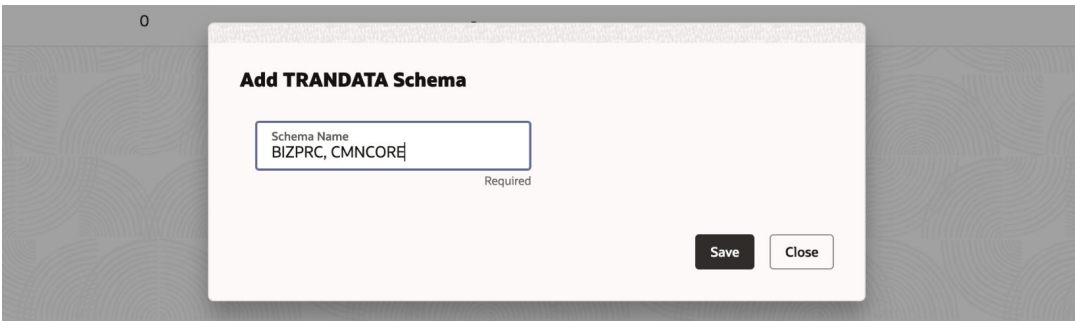 0
Add TRANDATA Schema
Schema Name
BIZPRC, CMNCORE
Required
Save
Close